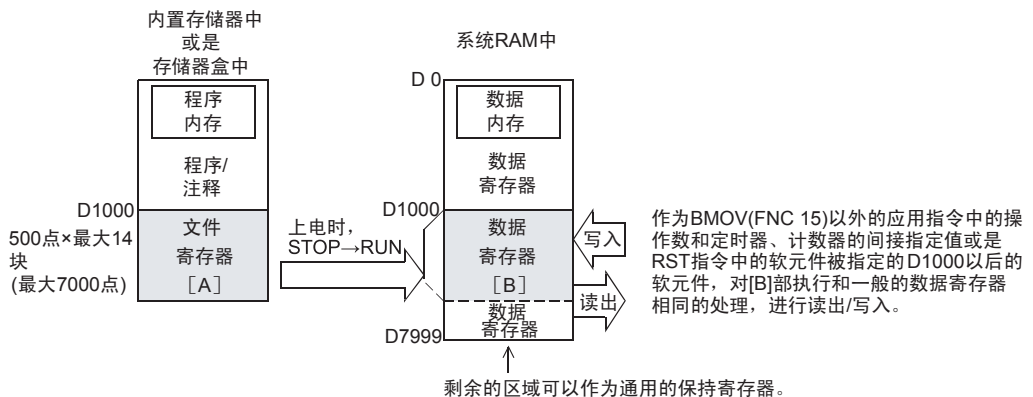 内置存储器中
或是
存储器盒中
程序
内存
程序/
注释
D1000
500点×最大14
块
(最大7000点)
文件
寄存器
［A］
上电时，
STOP→RUN
系统RAM中
D 0
数据
内存
数据
寄存器
D1000
数据
寄存器
［B］
数据
寄存器
D7999
写入
读出
作为BMOV(FNC 15)以外的应用指令中的操
作数和定时器、计数器的间接指定值或是
RST指令中的软元件被指定的D1000以后的
软元件，对[B]部执行和一般的数据寄存器
相同的处理，进行读出/写入。
剩余的区域可以作为通用的保持寄存器。